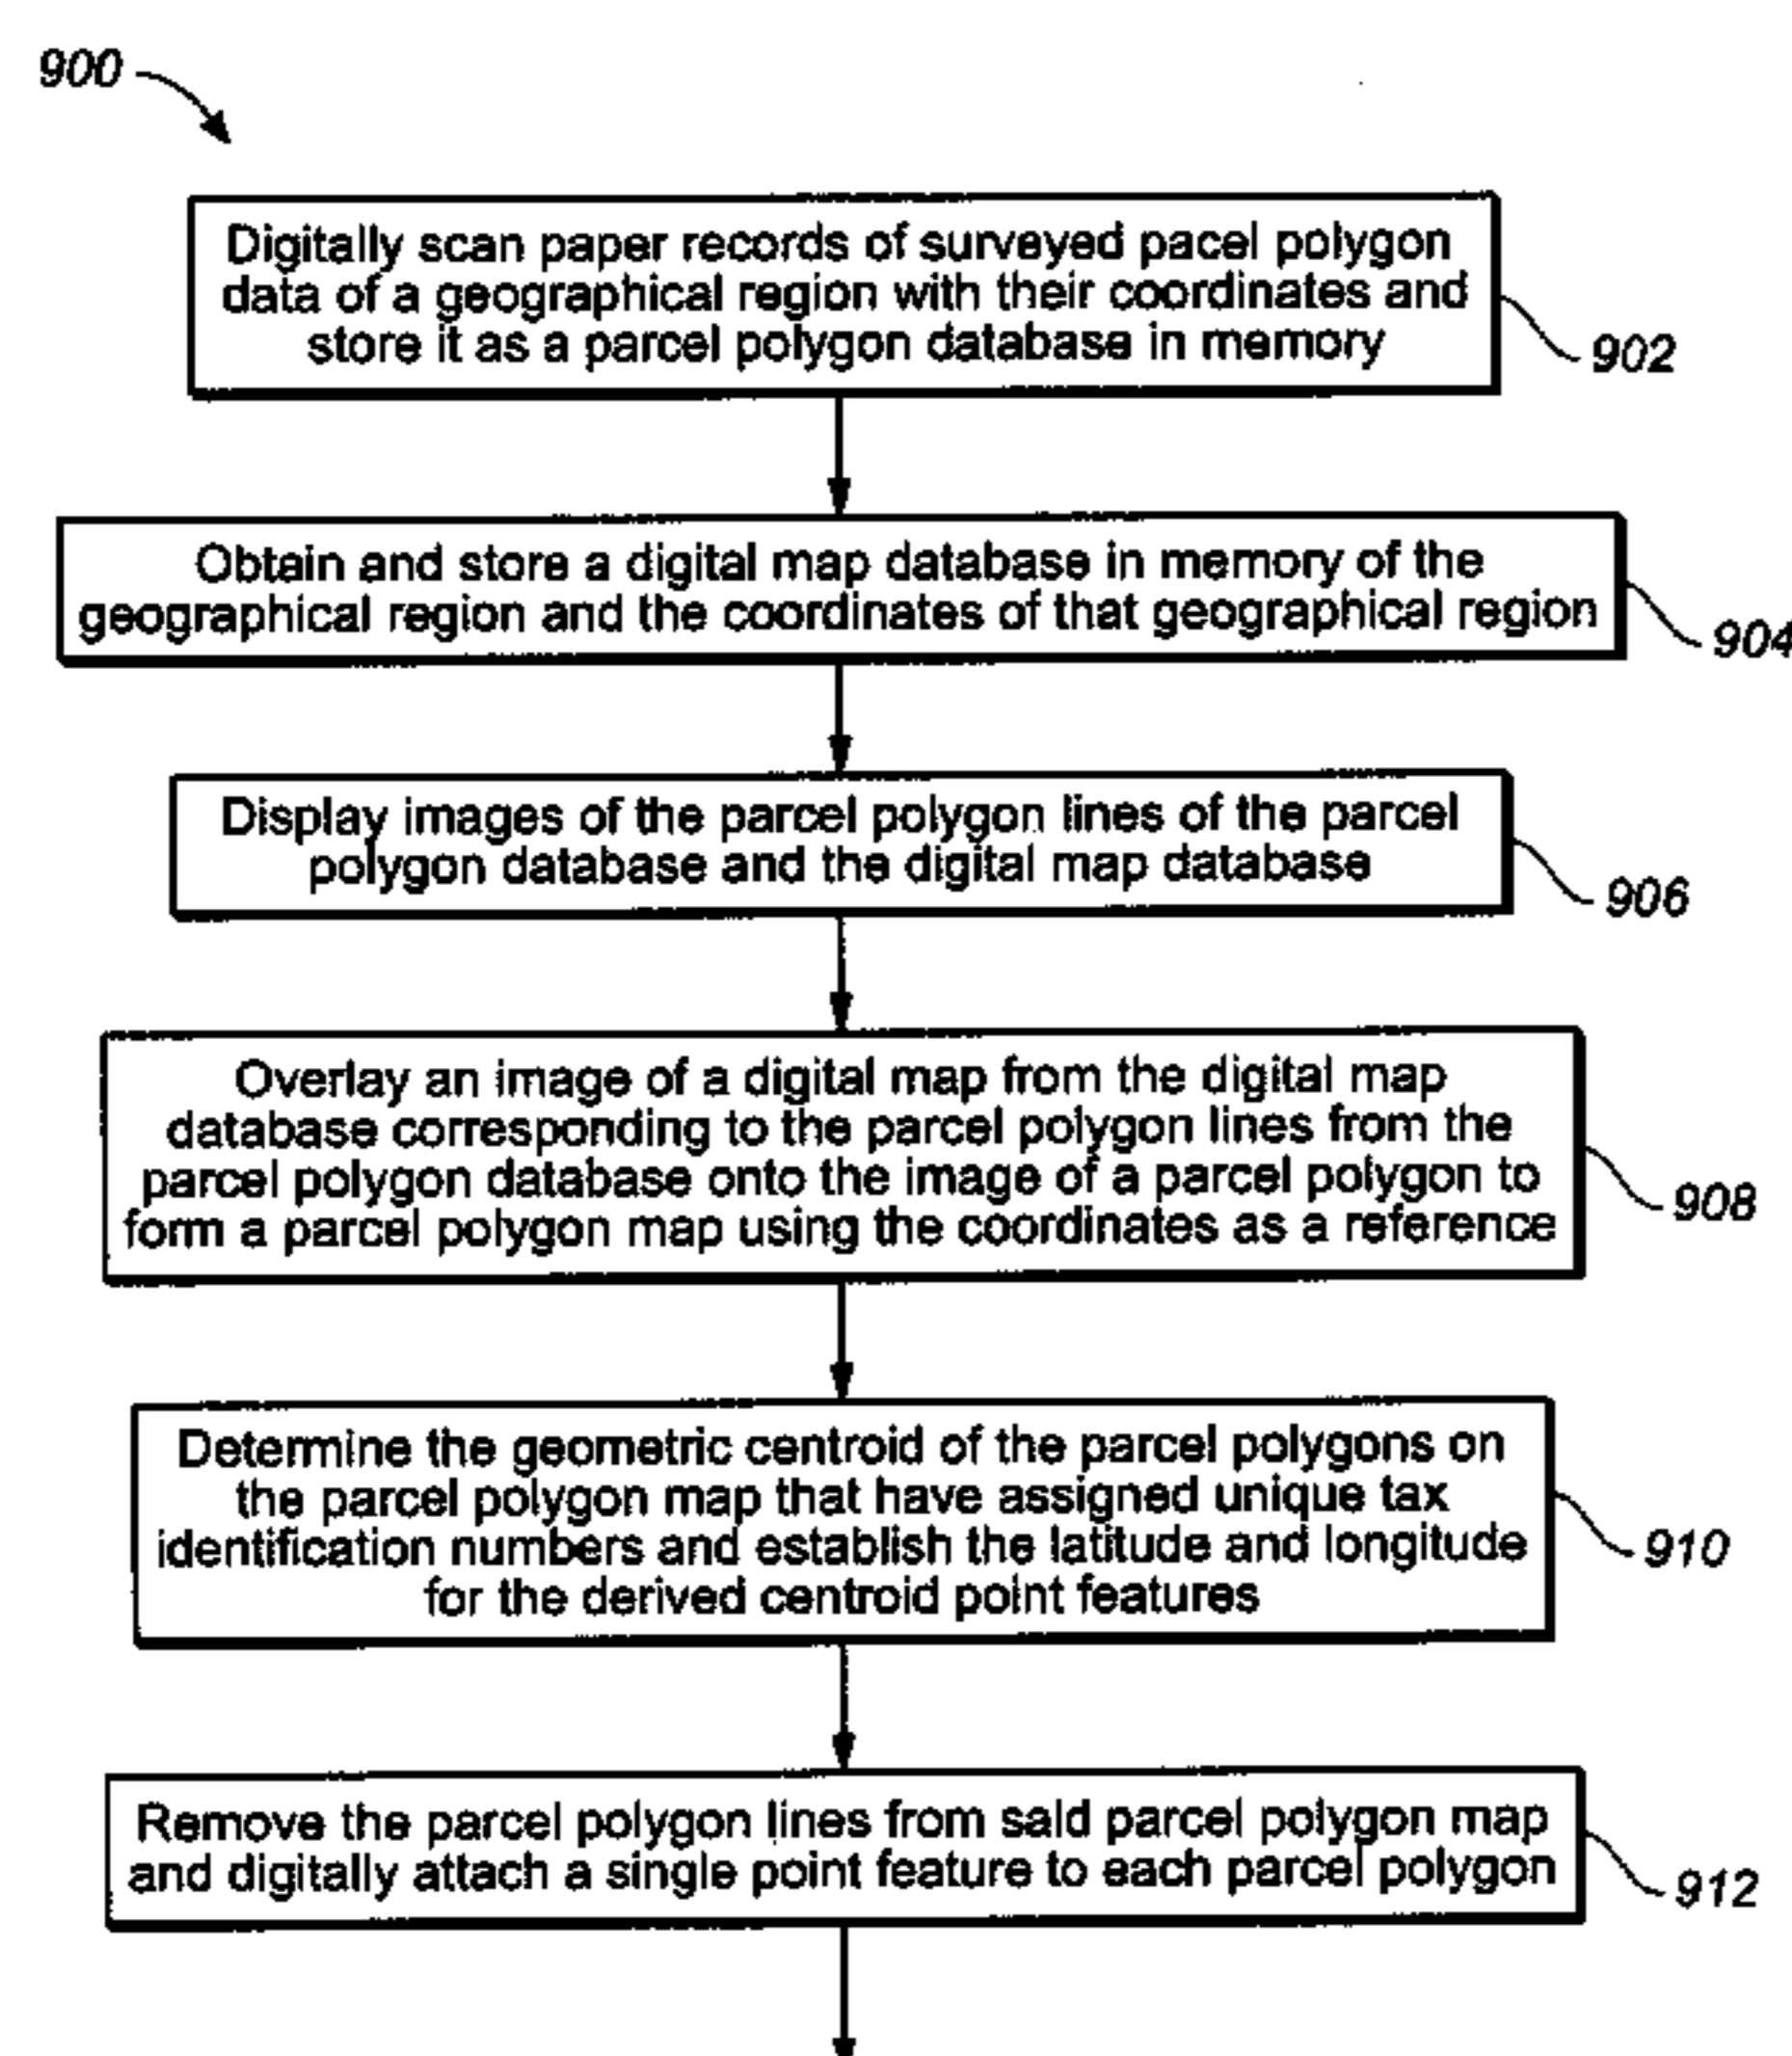 900
Digitally scan paper records of surveyed pacel polygon
data of a geographical region with their coordinates and
store it as a parcel polygon database in memory
902
Obtain and store a digital map database in memory of the
geographical region and the coordinates of that geographical region
904
Display images of the parcel polygon lines of the parcel
polygon database and the digital map database
906
Overlay an image of a digital map from the digital map
database corresponding to the parcel polygon lines from the
parcel polygon database onto the image of a parcel polygon to
form a parcel polygon map using the coordinates as a reference
908
Determine the geometric centroid of the parcel polygons on
the parcel polygon map that have assigned unique tax
identification numbers and establish the latitude and longitude
for the derived centroid point features
910
Remove the parcel polygon lines from said parcel polygon map
and digitally attach a single point feature to each parcel polygon
912